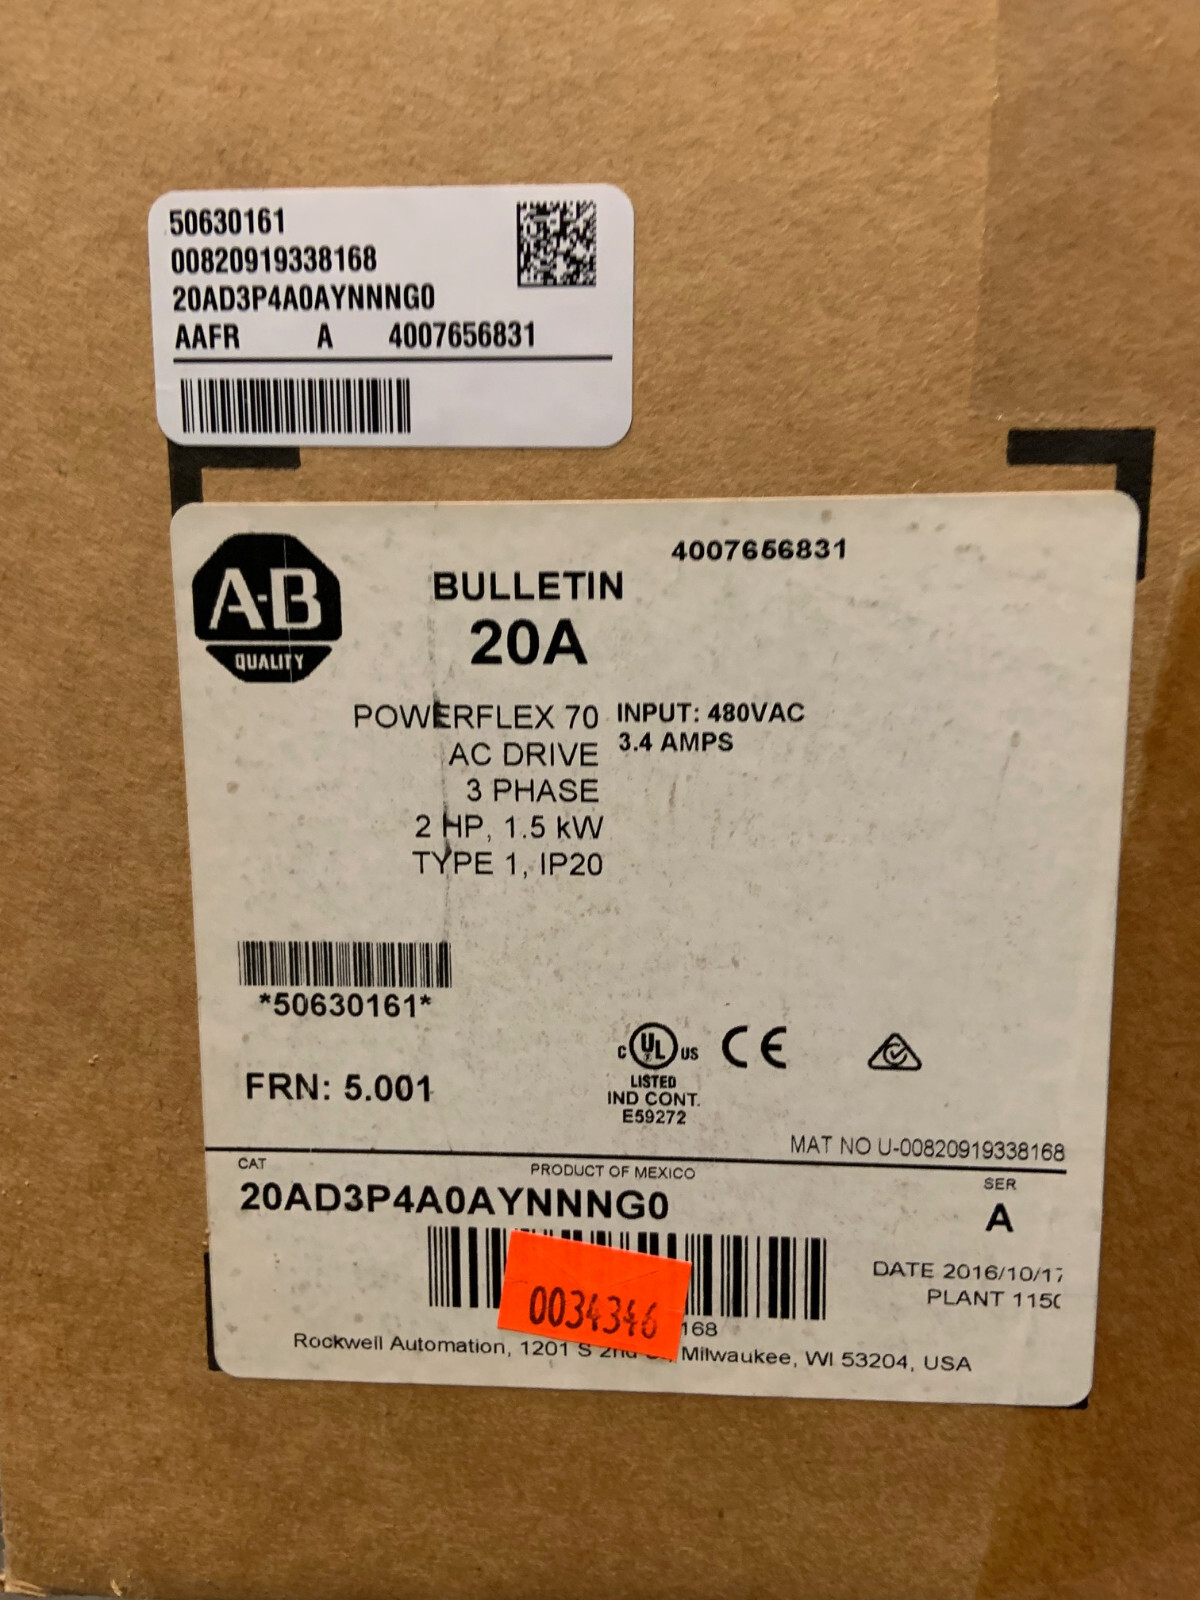 50630161
00820919338168
20AD3P4A0AYNNNG0
AAFR A 4007656831
4007656831
A-B
QUALITY
BULLETIN
20A
POWERFLEX 70
AC DRIVE
3 PHASE
2 HP, 1.5 kW
TYPE 1, IP20
INPUT: 480VAC
3.4 AMPS
*50630161*
FRN: 5.001
C UL US
LISTED
IND CONT.
E59272
CE
MAT NO U-00820919338168
CAT
PRODUCT OF MEXICO
SER
20AD3P4A0AYNNNG0
A
DATE 2016/10/17
PLANT 115
0034346
168
Rockwell Automation, 1201 S 2nd Milwaukee, WI 53204, USA